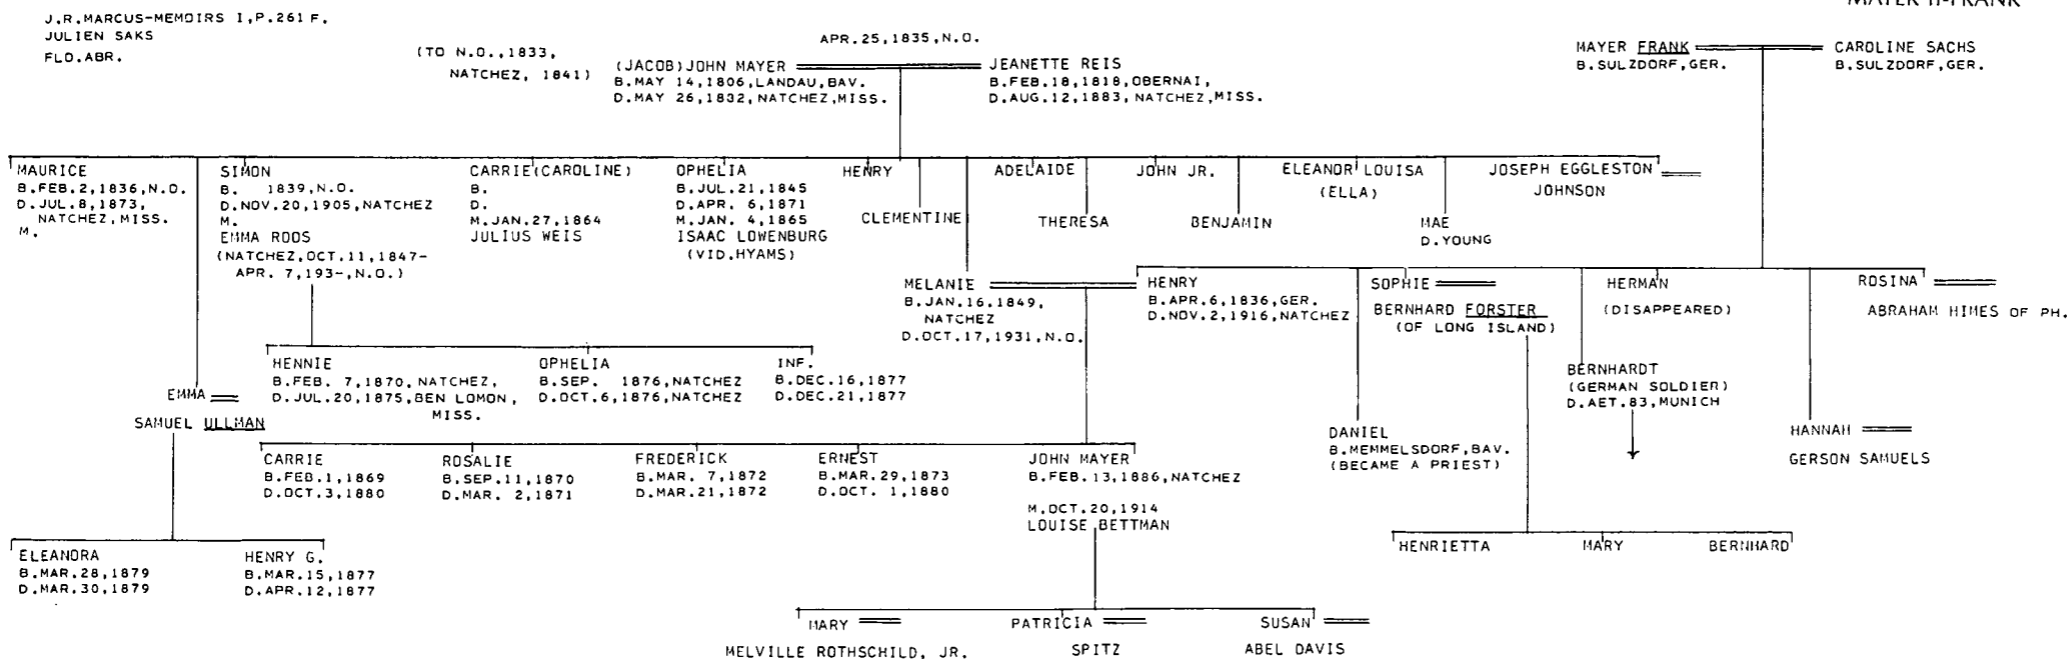 MAYER II-FRANK
J.R.MARCUS-MEMOIRS I,P.261 F.
JULIEN SAKS
FLO.ABR.
(TO N.O.,1833,
NATCHEZ, 1841)
APR.25,1835,N.O.
(JACOB)JOHN MAYER
B.MAY 14,1806,LANDAU,BAV.
D.MAY 26,1832,NATCHEZ,MISS.
JEANETTE REIS
B.FEB.18,1818,OBERNAI,
D.AUG.12,1883,NATCHEZ,MISS.
MAYER FRANK
B.SULZDORF,GER.
CAROLINE SACHS
B.SULZDORF,GER.
MAURICE
B.FEB.2,1836,N.O.
D.JUL.8,1873,
NATCHEZ,MISS.
M.
SIMON
B. 1839,N.O.
D.NOV.20,1905,NATCHEZ
M.
EMMA ROOS
(NATCHEZ,OCT.11,1847-
APR. 7,193-,N.O.)
CARRIE(CAROLINE)
B.
D.
M.JAN.27,1864
JULIUS WEIS
OPHELIA
B.JUL.21,1845
D.APR. 6,1871
M.JAN. 4,1865
ISAAC LOWENBURG
(VID.HYAMS)
HENRY
CLEMENTINE
ADELAIDE
THERESA
JOHN JR.
BENJAMIN
ELEANOR LOUISA
(ELLA)
MAE
D.YOUNG
JOSEPH EGGLESTON
JOHNSON
MELANIE
B.JAN.16,1849,
NATCHEZ
D.OCT.17,1931,N.O.
HENRY
B.APR.6,1836,GER.
D.NOV.2,1916,NATCHEZ
SOPHIE
BERNHARD FORSTER
(OF LONG ISLAND)
HERMAN
(DISAPPEARED)
ROSINA
ABRAHAM HIMES OF PH.
EMMA
SAMUEL ULLMAN
HENNIE
B.FEB. 7,1870,NATCHEZ,
D.JUL.20,1875,BEN LOMON,
MISS.
OPHELIA
B.SEP. 1876,NATCHEZ
D.OCT.6,1876,NATCHEZ
INF.
B.DEC.16,1877
D.DEC.21,1877
BERNHARDT
(GERMAN SOLDIER)
D.AET.83,MUNICH
DANIEL
B.MEMMELSDORF,BAV.
(BECAME A PRIEST)
HANNAH
GERSON SAMUELS
CARRIE
B.FEB.1,1869
D.OCT.3,1880
ROSALIE
B.SEP.11,1870
D.MAR. 2,1871
FREDERICK
B.MAR. 7,1872
D.MAR.21,1872
ERNEST
B.MAR.29,1873
D.OCT. 1,1880
JOHN MAYER
B.FEB.13,1886,NATCHEZ
M.OCT.20,1914
LOUISE BETTMAN
ELEANORA
B.MAR.28,1879
D.MAR.30,1879
HENRY G.
B.MAR.15,1877
D.APR.12,1877
HENRIETTA
MARY
BERNHARD
MARY
MELVILLE ROTHSCHILD, JR.
PATRICIA
SPITZ
SUSAN
ABEL DAVIS